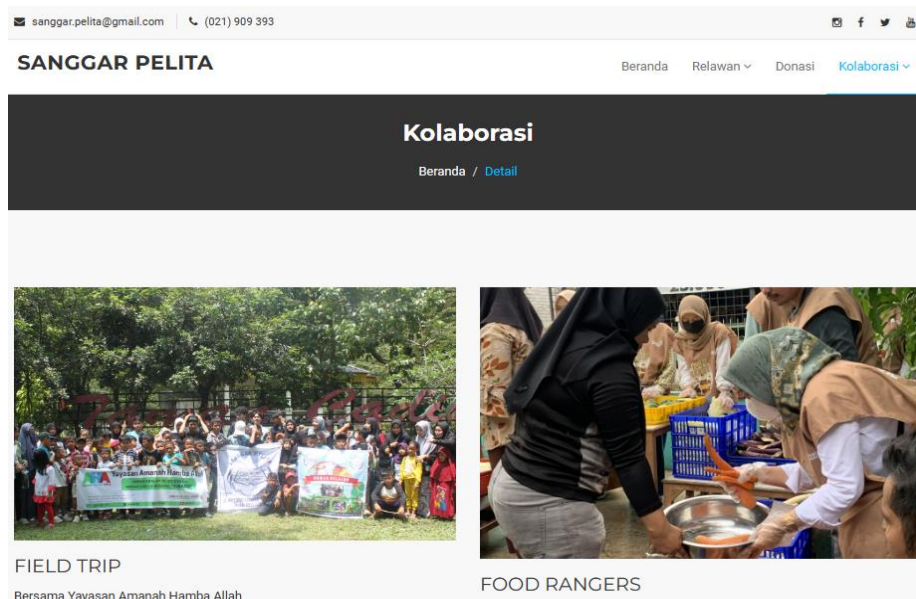 sanggar.pelita@gmail.com (021) 909 393
SANGGAR PELITA
Beranda Relawan Donasi Kolaborasi
Kolaborasi
Beranda / Detail
Yayasan Amanah Hamba Allah
FIELD TRIP
Bersama Yayasan Amanah Hamba Allah
FOOD RANGERS